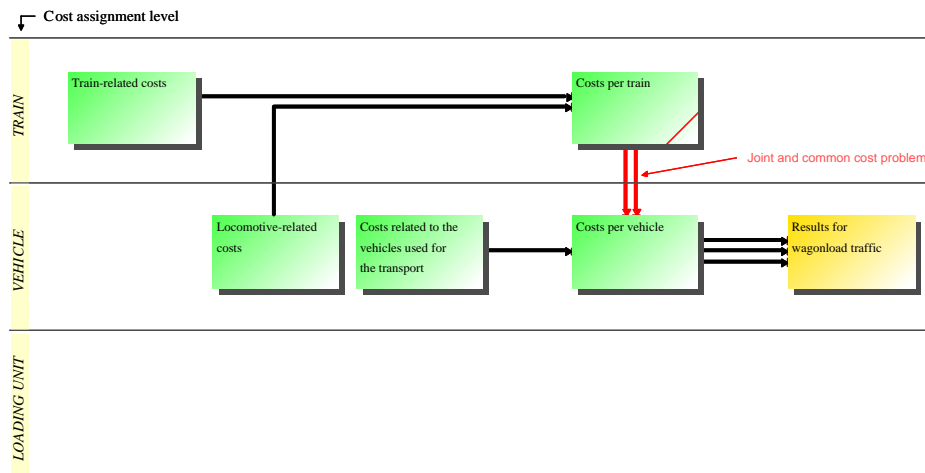 Cost assignment level
TRAIN
Train-related costs
Costs per train
Joint and common cost problem
VEHICLE
Locomotive-related
costs
Costs related to the
vehicles used for
the transport
Costs per vehicle
Results for
wagonload traffic
LOADING UNIT